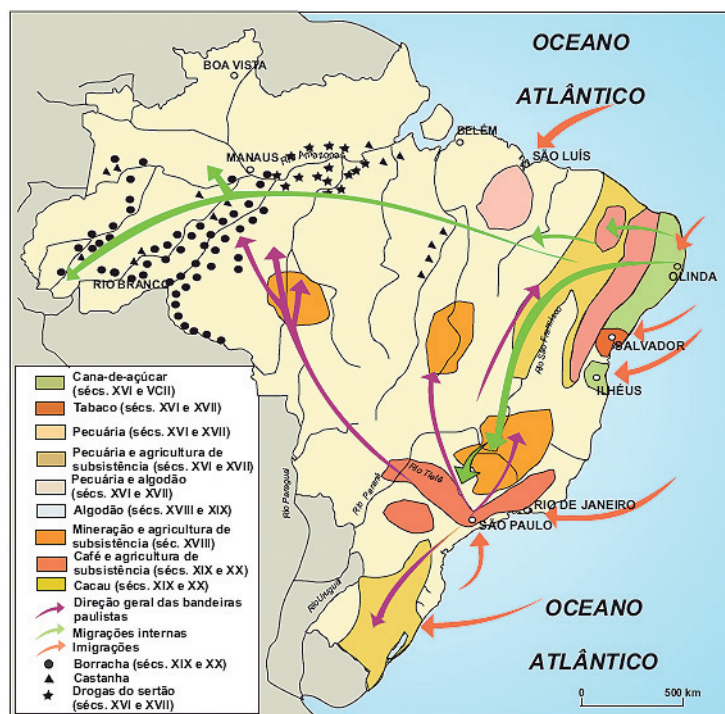 OCEANO
ATLÂNTICO
BOA VISTA
BELÉM
MANAUS
Rio Amazonas
SÃO LUÍS
OLINDA
RIO BRANCO
Rio São Francisco
SALVADOR
ILHÉUS
Rio Tietê
Rio Paraná
Rio Paraguai
RIO DE JANEIRO
SÃO PAULO
Rio Uruguai
OCEANO
ATLÂNTICO
0 500 km
Cana-de-açúcar
(sécs. XVI e VCII)
Tabaco (sécs. XVI e XVII)
Pecuária (sécs. XVI e XVII)
Pecuária e agricultura de
subsistência (sécs. XVI e XVII)
Pecuária e algodão
(sécs. XVI e XVII)
Algodão (sécs. XVIII e XIX)
Mineração e agricultura de
subsistência (séc. XVIII)
Café e agricultura de
subsistência (sécs. XIX e XX)
Cacau (sécs. XIX e XX)
Direção geral das bandeiras
paulistas
Migrações internas
Imigrações
Borracha (sécs. XIX e XX)
Castanha
Drogas do sertão
(sécs. XVI e XVII)